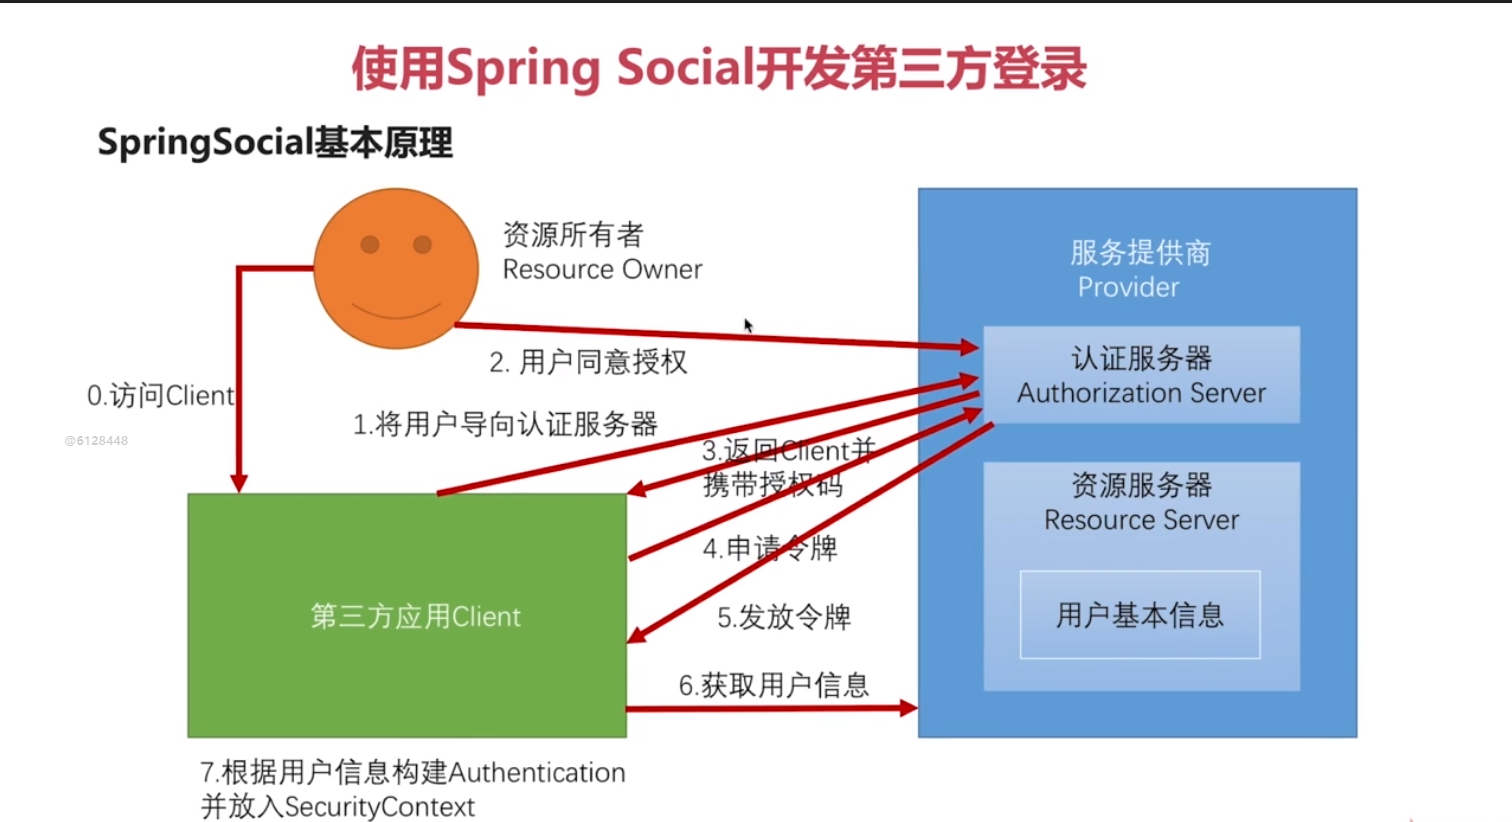 使用Spring Social开发第三方登录
SpringSocial基本原理
资源所有者
Resource Owner
服务提供商
Provider
2. 用户同意授权
认证服务器
Authorization Server
0.访问Client
1.将用户导向认证服务器
@6128448
3.返回Client并
携带授权码
资源服务器
Resource Server
4.申请令牌
第三方应用Client
5.发放令牌
用户基本信息
6.获取用户信息
7.根据用户信息构建Authentication
并放入SecurityContext